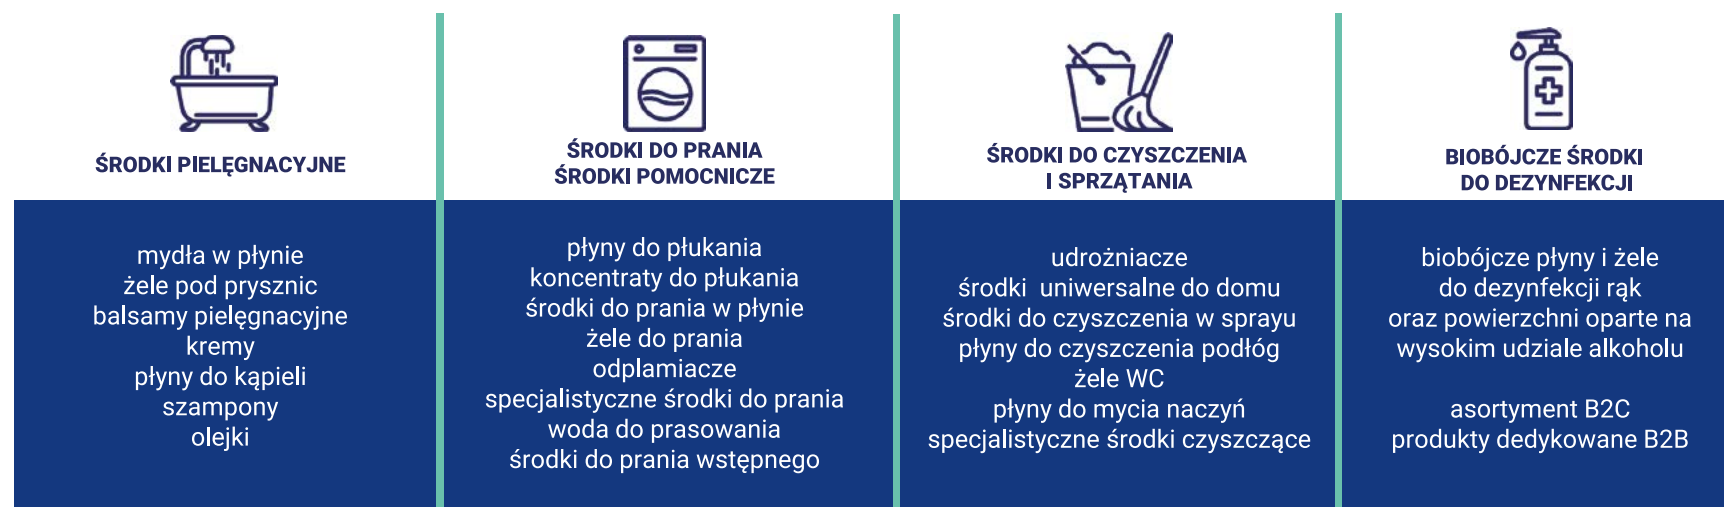 ŚRODKI PIELĘGNACYJNE
mydła w płynie
żele pod prysznic
balsamy pielęgnacyjne
kremy
płyny do kąpieli
szampony
olejki
ŚRODKI DO PRANIA
ŚRODKI POMOCNICZE
płyny do płukania
koncentraty do płukania
środki do prania w płynie
żele do prania
odplamiacze
specjalistyczne środki do prania
woda do prasowania
środki do prania wstępnego
ŚRODKI DO CZYSZCZENIA
I SPRZĄTANIA
udrożniacze
środki  uniwersalne do domu
środki do czyszczenia w sprayu
płyny do czyszczenia podłóg
żele WC
płyny do mycia naczyń
specjalistyczne środki czyszczące
BIOBÓJCZE ŚRODKI
DO DEZYNFEKCJI
biobójcze płyny i żele
do dezynfekcji rąk
oraz powierzchni oparte na
wysokim udziale alkoholu
asortyment B2C
produkty dedykowane B2B